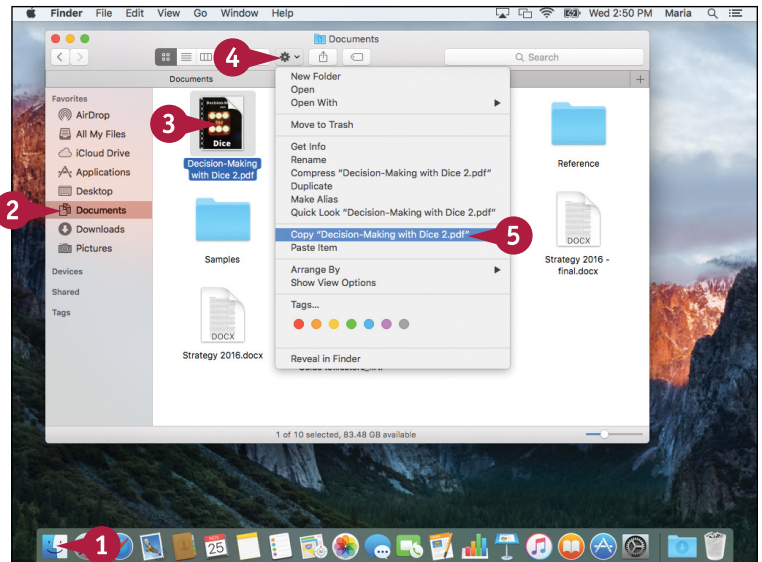 Finder File Edit View Go Window Help Wed 2:50 PM Maria
Documents
4
Search
Documents
+
Favorites
AirDrop
All My Files
iCloud Drive
Applications
Desktop
Documents
Downloads
Pictures
Devices
Shared
Tags
2
3
Dice
Decision-Making
with Dice 2.pdf
Samples
DOCX
Strategy 2016.docx
New Folder
Open
Open With
Move to Trash
Get Info
Rename
Compress “Decision-Making with Dice 2.pdf”
Duplicate
Make Alias
Quick Look “Decision-Making with Dice 2.pdf”
Copy “Decision-Making with Dice 2.pdf”
5
Paste Item
Arrange By
Show View Options
Tags...
Reveal in Finder
Reference
DOCX
Strategy 2016 -
final.docx
1 of 10 selected, 83.48 GB available
1
NOV
25